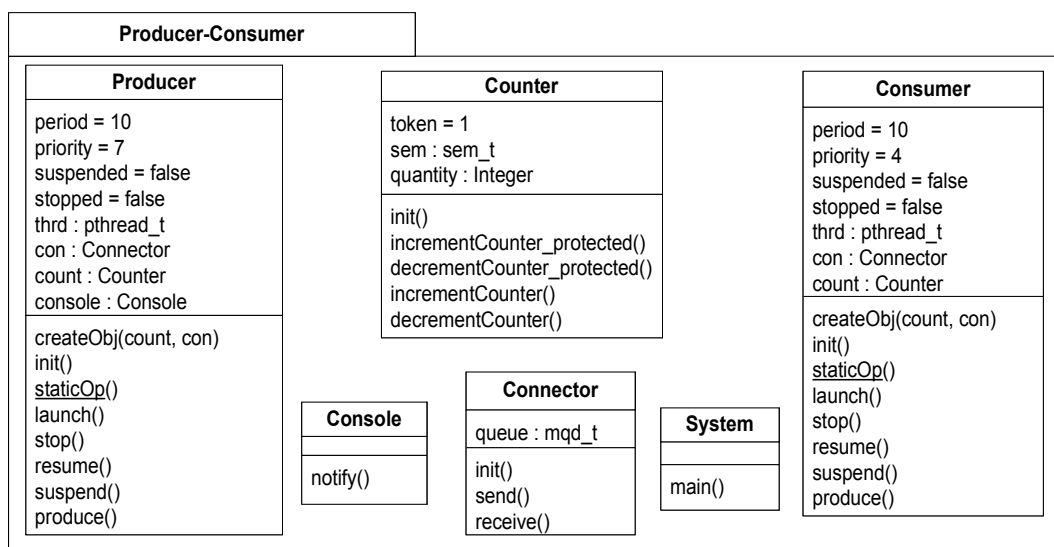 Producer-Consumer
Producer
period = 10
priority = 7
suspended = false
stopped = false
thrd : pthread_t
con : Connector
count : Counter
console : Console
createObj(count, con)
init()
staticOp()
launch()
stop()
resume()
suspend()
produce()
Counter
token = 1
sem : sem_t
quantity : Integer
init()
incrementCounter_protected()
decrementCounter_protected()
incrementCounter()
decrementCounter()
Consumer
period = 10
priority = 4
suspended = false
stopped = false
thrd : pthread_t
con : Connector
count : Counter
createObj(count, con)
init()
staticOp()
launch()
stop()
resume()
suspend()
produce()
Console
notify()
Connector
queue : mqd_t
init()
send()
receive()
System
main()